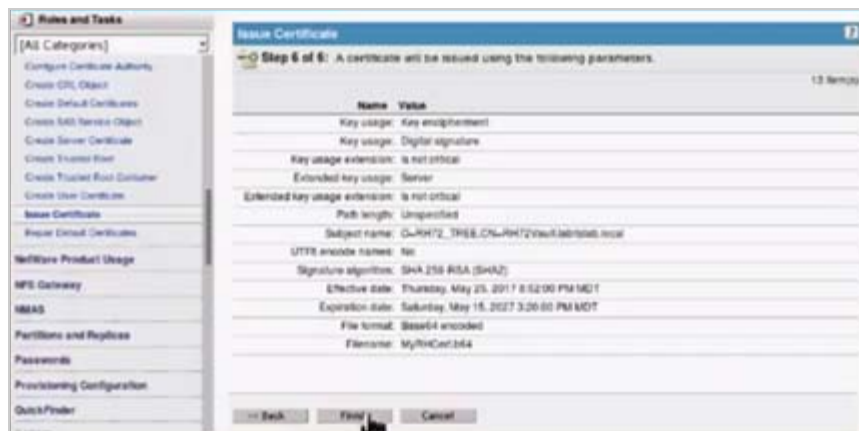 Roles and Tasks
[All Categories]
Configure Certificate Authority
Create CRL Object
Create Default Certificates
Create SAS Service Object
Create Server Certificate
Create Trusted Root
Create Trusted Root Container
Create User Certificate
Issue Certificate
Repair Default Certificates
NetWare Product Usage
NFS Gateway
NMAS
Partitions and Replicas
Passwords
Provisioning Configuration
QuickFinder
Issue Certificate
?
Step 6 of 6: A certificate will be issued using the following parameters.
13 Item(s)
Name Value
Key usage: Key encipherment
Key usage: Digital signature
Key usage extension: Is not critical
Extended key usage: Server
Extended key usage extension: Is not critical
Path length: Unspecified
Subject name: O=RH72_TREE.CN=RH72Vault.lab
UTF8 encode names: No
Signature algorithm: SHA 256-RSA (SHA2)
Effective date: Thursday, May 25, 2017 8:52:00 PM MDT
Expiration date: Saturday, May 15, 2027 3:26:00 PM MDT
File format: Base64 encoded
Filename: MyRHCert.b64
<< Back
Finish
Cancel